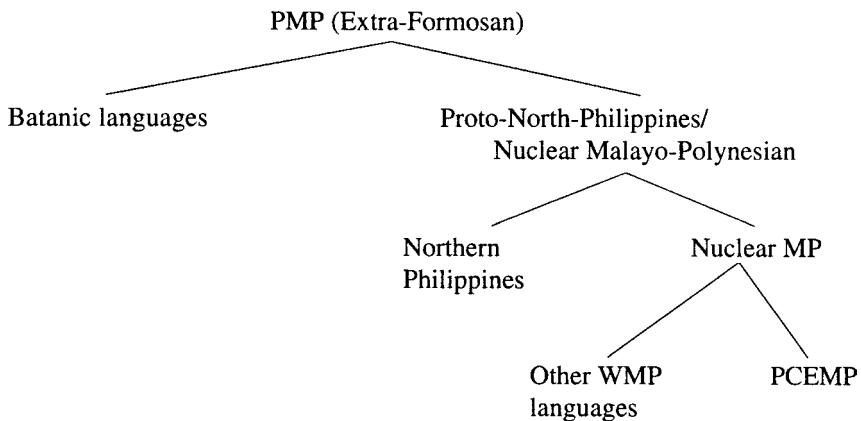 PMP (Extra-Formosan)
Batanic languages
Proto-North-Philippines/
Nuclear Malayo-Polynesian
Northern
Philippines
Nuclear MP
Other WMP
languages
PCEMP